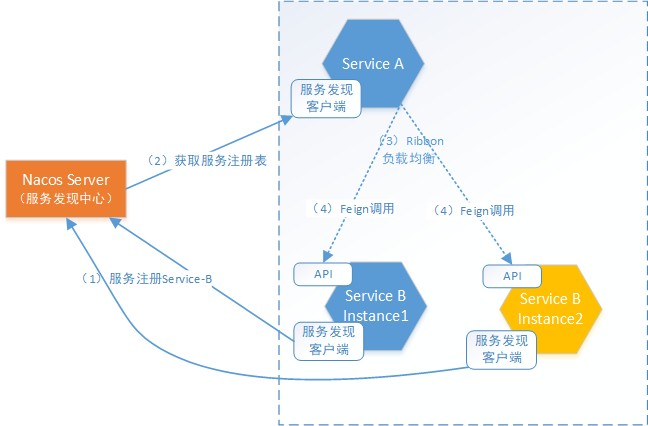 Service A
服务发现
客户端
（3）Ribbon
负载均衡
（2）获取服务注册表
Nacos Server
（服务发现中心）
（4）Feign调用
（4）Feign调用
（1）服务注册Service-B
API
Service B
Instance1
服务发现
客户端
API
Service B
Instance2
服务发现
客户端